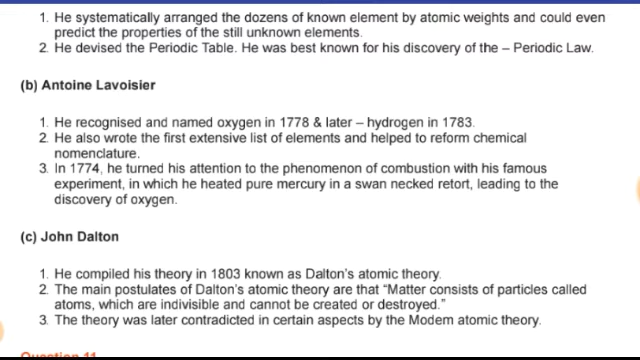 1. He systematically arranged the dozens of known element by atomic weights and could even
predict the properties of the still unknown elements.
2. He devised the Periodic Table. He was best known for his discovery of the – Periodic Law.
(b) Antoine Lavoisier
1. He recognised and named oxygen in 1778 & later – hydrogen in 1783.
2. He also wrote the first extensive list of elements and helped to reform chemical
nomenclature.
3. In 1774, he turned his attention to the phenomenon of combustion with his famous
experiment, in which he heated pure mercury in a swan necked retort, leading to the
discovery of oxygen.
(c) John Dalton
1. He compiled his theory in 1803 known as Dalton's atomic theory.
2. The main postulates of Dalton's atomic theory are that “Matter consists of particles called
atoms, which are indivisible and cannot be created or destroyed.”
3. The theory was later contradicted in certain aspects by the Modem atomic theory.
Question 11